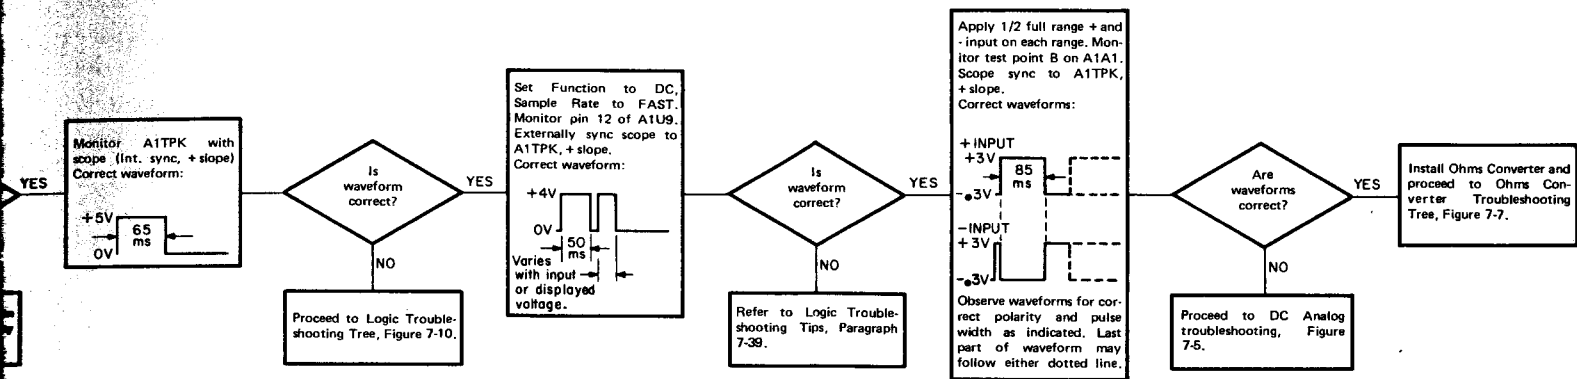 YES
Monitor A1TPK with
scope (Int. sync, + slope)
Correct waveform:
+5V
65
ms
0V
Is
waveform
correct?
YES
NO
Proceed to Logic Trouble-
shooting Tree, Figure 7-10.
Set Function to DC,
Sample Rate to FAST.
Monitor pin 12 of A1U9.
Externally sync scope to
A1TPK, + slope.
Correct waveform:
+4V
0V
50
ms
Varies
with input
or displayed
voltage.
Is
waveform
correct?
YES
NO
Refer to Logic Trouble-
shooting Tips, Paragraph
7-39.
Apply 1/2 full range + and
- input on each range. Mon-
itor test point B on A1A1.
Scope sync to A1TPK,
+ slope.
Correct waveforms:
+ INPUT
+3V
85
ms
-.3V
-INPUT
+3V
-.3V
Observe waveforms for cor-
rect polarity and pulse
width as indicated. Last
part of waveform may
follow either dotted line.
Are
waveforms
correct?
YES
NO
Proceed to DC Analog
troubleshooting, Figure
7-5.
Install Ohms Converter and
proceed to Ohms Con-
verter Troubleshooting
Tree, Figure 7-7.